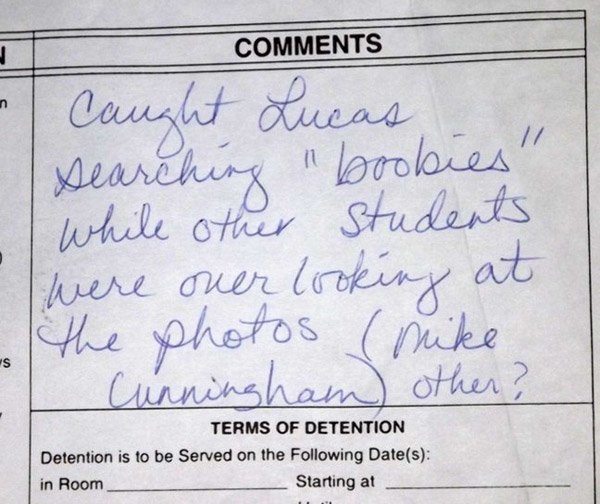 COMMENTS
Caught Lucas
searching "boobies"
while other students
were over looking at
the photos (Mike
Cunningham) other?
TERMS OF DETENTION
Detention is to be Served on the Following Date(s):
in Room Starting at